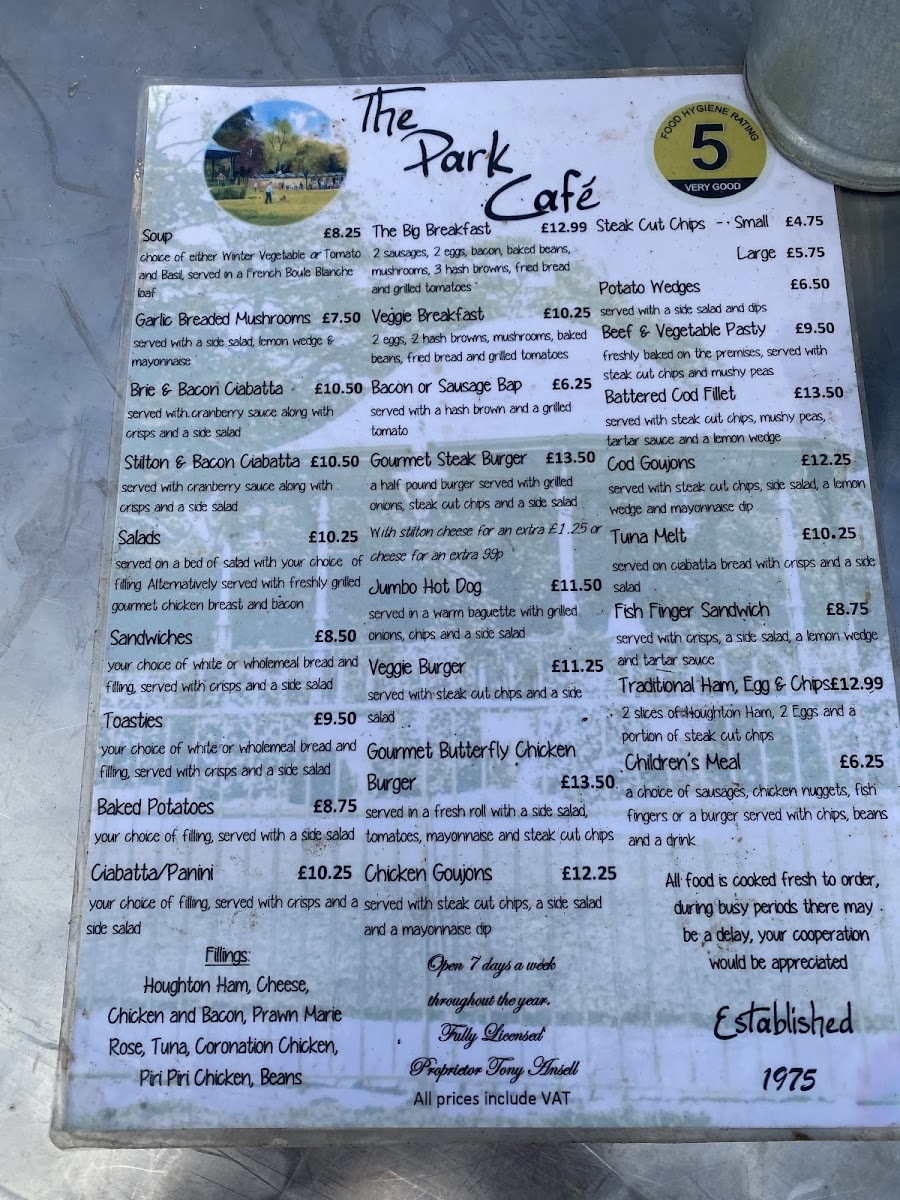 The
Park
Café
FOOD HYGIENE RATING
5
VERY GOOD
Soup £8.25
choice of either Winter Vegetable or Tomato
and Basil, served in a French Boule Blanche
loaf
Garlic Breaded Mushrooms £7.50
served with a side salad, lemon wedge &
mayonnaise
Brie & Bacon Ciabatta £10.50
served with cranberry sauce along with
crisps and a side salad
Stilton & Bacon Ciabatta £10.50
served with cranberry sauce along with
crisps and a side salad
Salads £10.25
served on a bed of salad with your choice of
filling. Alternatively served with freshly grilled
gourmet chicken breast and bacon
Sandwiches £8.50
your choice of white or wholemeal bread and
filling, served with crisps and a side salad
Toasties £9.50
your choice of white or wholemeal bread and
filling, served with crisps and a side salad
Baked Potatoes £8.75
your choice of filling, served with a side salad
Ciabatta/Panini £10.25
your choice of filling, served with crisps and a
side salad
Fillings:
Houghton Ham, Cheese,
Chicken and Bacon, Prawn Marie
Rose, Tuna, Coronation Chicken,
Piri Piri Chicken, Beans
The Big Breakfast £12.99
2 sausages, 2 eggs, bacon, baked beans,
mushrooms, 3 hash browns, fried bread
and grilled tomatoes
Veggie Breakfast £10.25
2 eggs, 2 hash browns, mushrooms, baked
beans, fried bread and grilled tomatoes
Bacon or Sausage Bap £6.25
served with a hash brown and a grilled
tomato
Gourmet Steak Burger £13.50
a half pound burger served with grilled
onions, steak cut chips and a side salad
With stilton cheese for an extra £1.25 or
cheese for an extra 99p
Jumbo Hot Dog £11.50
served in a warm baguette with grilled
onions, chips and a side salad
Veggie Burger £11.25
served with steak cut chips and a side
salad
Gourmet Butterfly Chicken
Burger £13.50
served in a fresh roll with a side salad,
tomatoes, mayonnaise and steak cut chips
Chicken Goujons £12.25
served with steak cut chips, a side salad
and a mayonnaise dip
Open 7 days a week
throughout the year.
Fully Licensed
Proprietor Tony Ansell
All prices include VAT
Steak Cut Chips - Small £4.75
Large £5.75
Potato Wedges £6.50
served with a side salad and dips
Beef & Vegetable Pasty £9.50
freshly baked on the premises, served with
steak cut chips and mushy peas
Battered Cod Fillet £13.50
served with steak cut chips, mushy peas,
tartar sauce and a lemon wedge
Cod Goujons £12.25
served with steak cut chips, side salad, a lemon
wedge and mayonnaise dip
Tuna Melt £10.25
served on ciabatta bread with crisps and a side
salad
Fish Finger Sandwich £8.75
served with crisps, a side salad, a lemon wedge
and tartar sauce
Traditional Ham, Egg & Chips £12.99
2 slices of Houghton Ham, 2 Eggs and a
portion of steak cut chips
Children's Meal £6.25
a choice of sausages, chicken nuggets, fish
fingers or a burger served with chips, beans
and a drink
All food is cooked fresh to order,
during busy periods there may
be a delay, your cooperation
would be appreciated
Established
1975